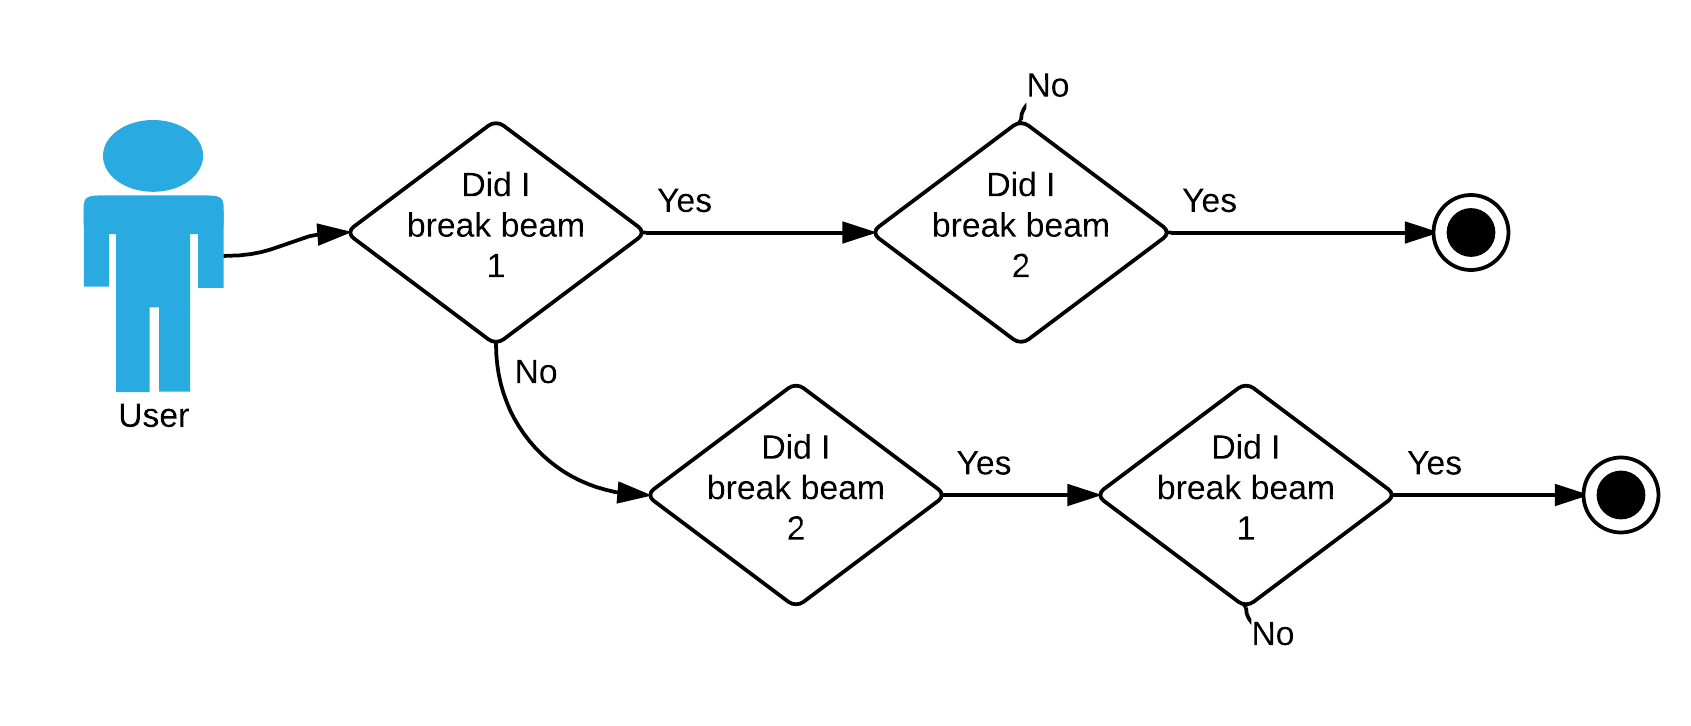 No
Did I
break beam
1
Yes
Did I
break beam
2
Yes
User
No
Did I
break beam
2
Yes
Did I
break beam
1
Yes
No